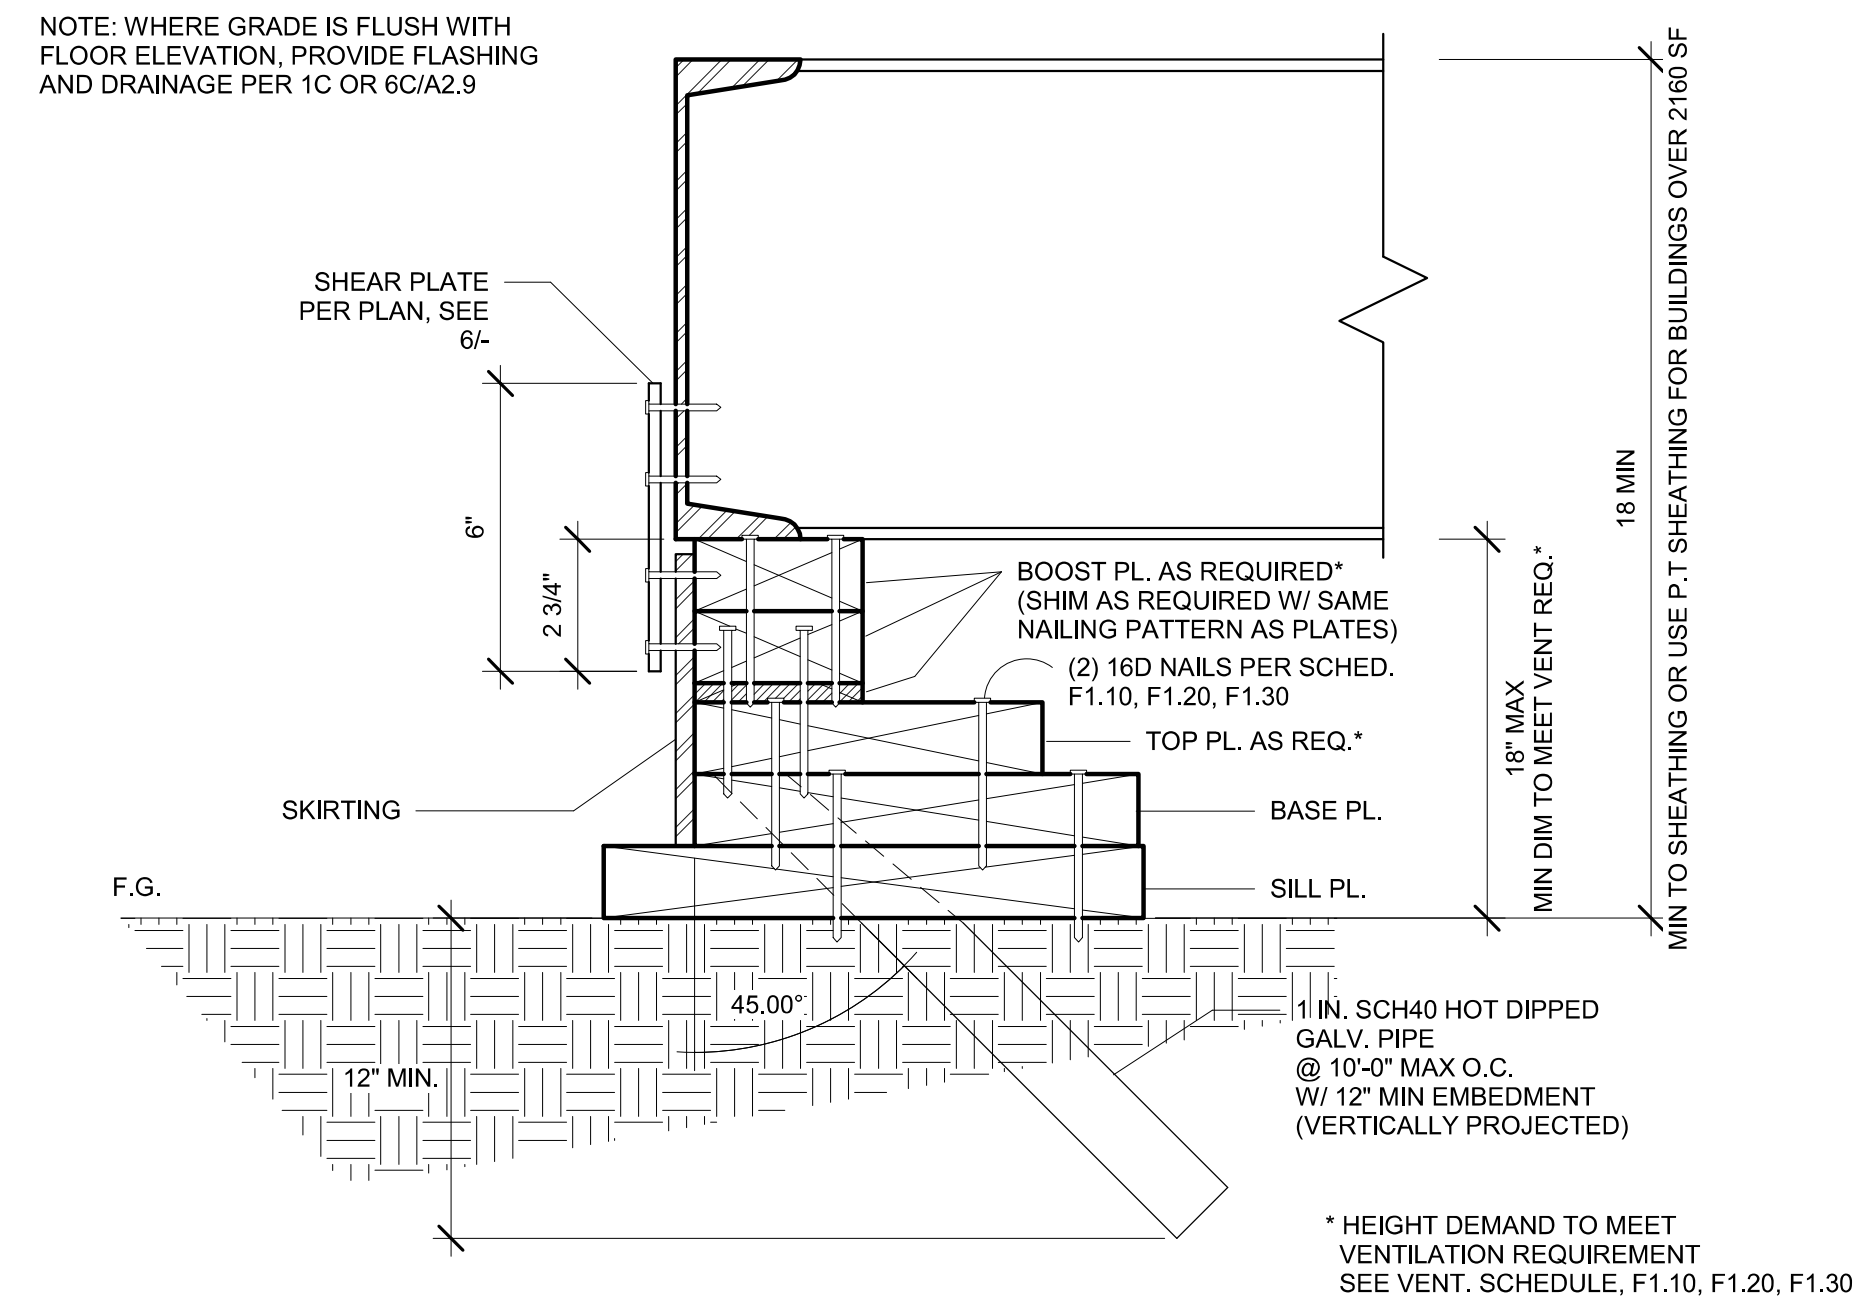 NOTE: WHERE GRADE IS FLUSH WITH
FLOOR ELEVATION, PROVIDE FLASHING
AND DRAINAGE PER 1C OR 6C/A2.9
SHEAR PLATE
PER PLAN, SEE
6/-
6"
2 3/4"
BOOST PL. AS REQUIRED*
(SHIM AS REQUIRED W/ SAME
NAILING PATTERN AS PLATES)
(2) 16D NAILS PER SCHED.
F1.10, F1.20, F1.30
TOP PL. AS REQ.*
SKIRTING
BASE PL.
SILL PL.
F.G.
18" MAX
MIN DIM TO MEET VENT REQ.*
18 MIN
MIN TO SHEATHING OR USE P.T SHEATHING FOR BUILDINGS OVER 2160 SF
45.00°
12" MIN.
1 IN. SCH40 HOT DIPPED
GALV. PIPE
@ 10'-0" MAX O.C.
W/ 12" MIN EMBEDMENT
(VERTICALLY PROJECTED)
* HEIGHT DEMAND TO MEET
VENTILATION REQUIREMENT
SEE VENT. SCHEDULE, F1.10, F1.20, F1.30